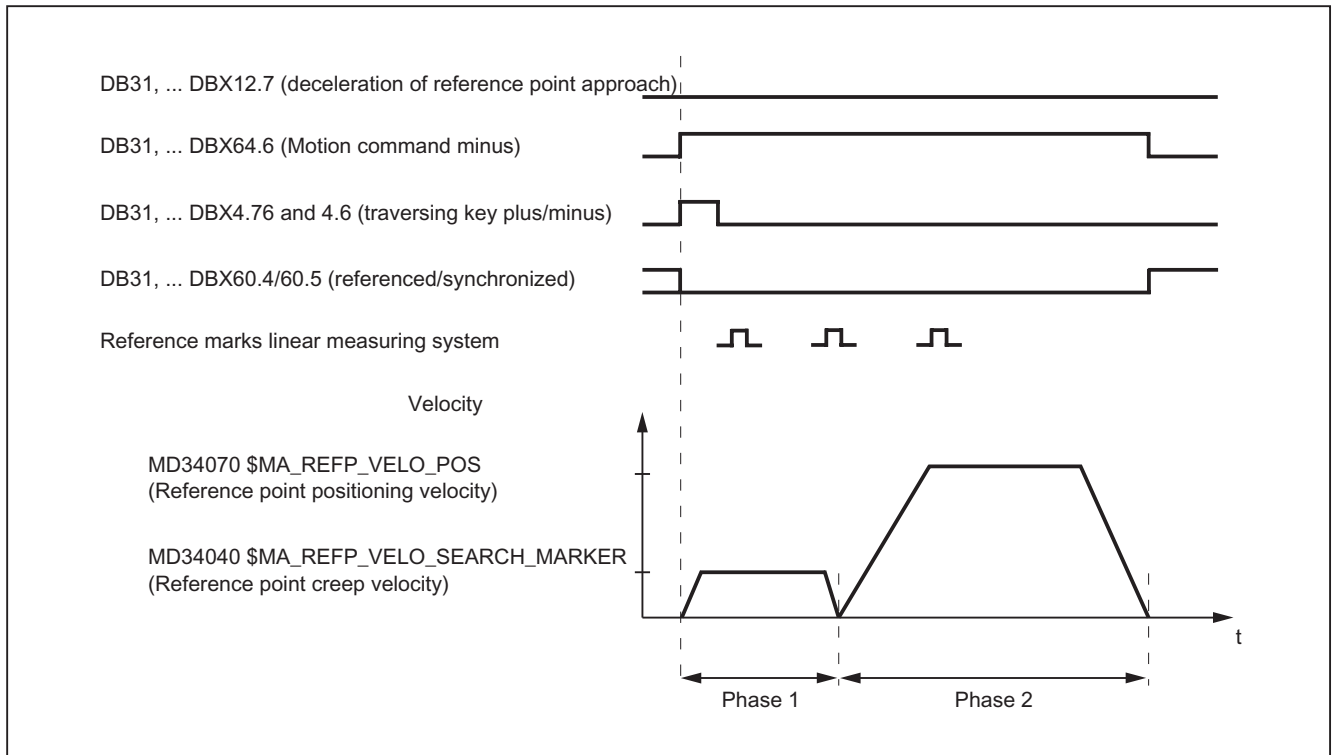 DB31, ... DBX12.7 (deceleration of reference point approach)
DB31, ... DBX64.6 (Motion command minus)
DB31, ... DBX4.76 and 4.6 (traversing key plus/minus)
DB31, ... DBX60.4/60.5 (referenced/synchronized)
Reference marks linear measuring system
Velocity
MD34070 $MA_REFP_VELO_POS
(Reference point positioning velocity)
MD34040 $MA_REFP_VELO_SEARCH_MARKER
(Reference point creep velocity)
t
Phase 1
Phase 2